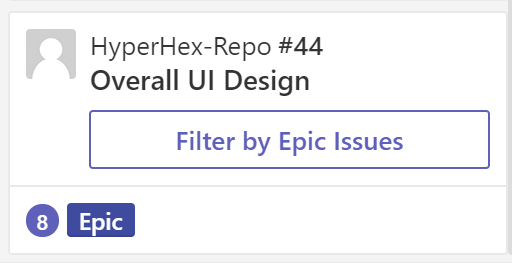 HyperHex-Repo #44
Overall UI Design
Filter by Epic Issues
8 Epic